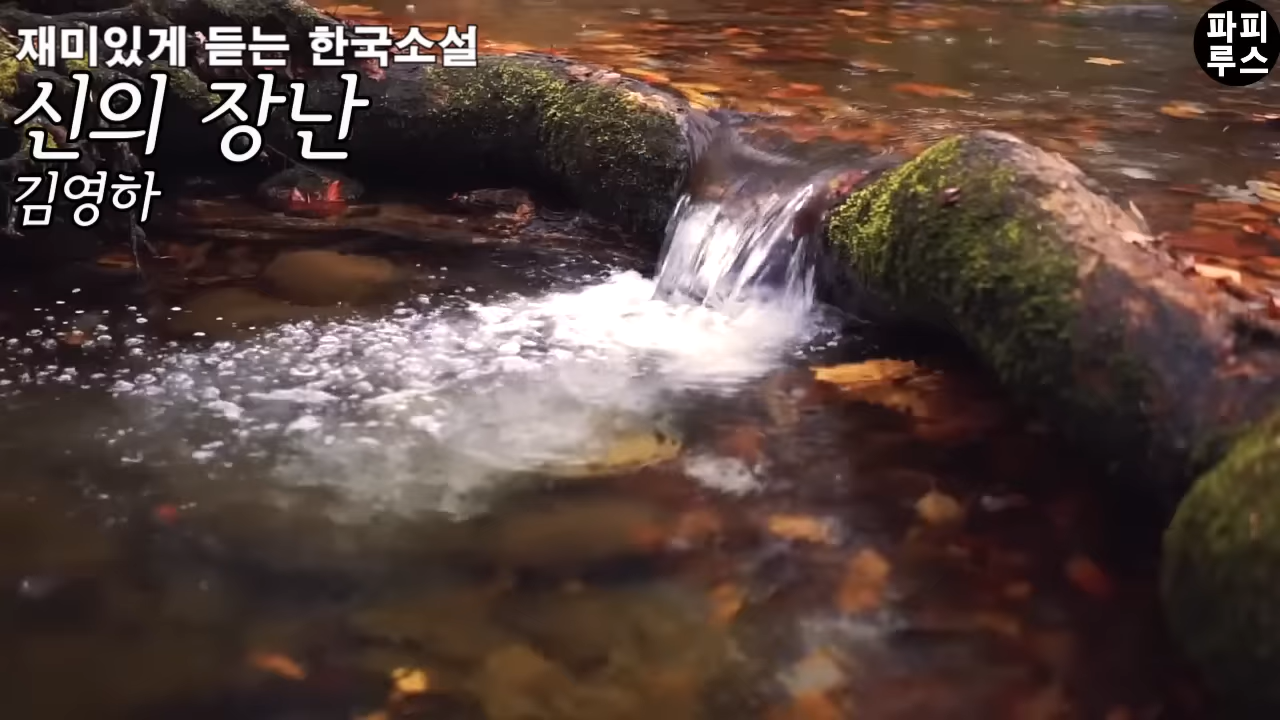 재미있게 듣는 한국소설
신의 장난
김영하
파피
루스